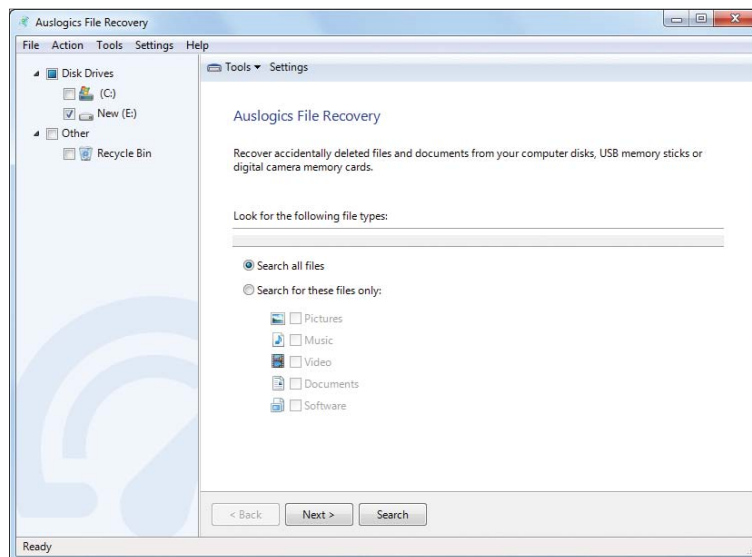 Auslogics File Recovery
File Action Tools Settings Help
Disk Drives
(C:)
New (E:)
Other
Recycle Bin
Tools Settings
Auslogics File Recovery
Recover accidentally deleted files and documents from your computer disks, USB memory sticks or
digital camera memory cards.
Look for the following file types:
Search all files
Search for these files only:
Pictures
Music
Video
Documents
Software
< Back Next > Search
Ready